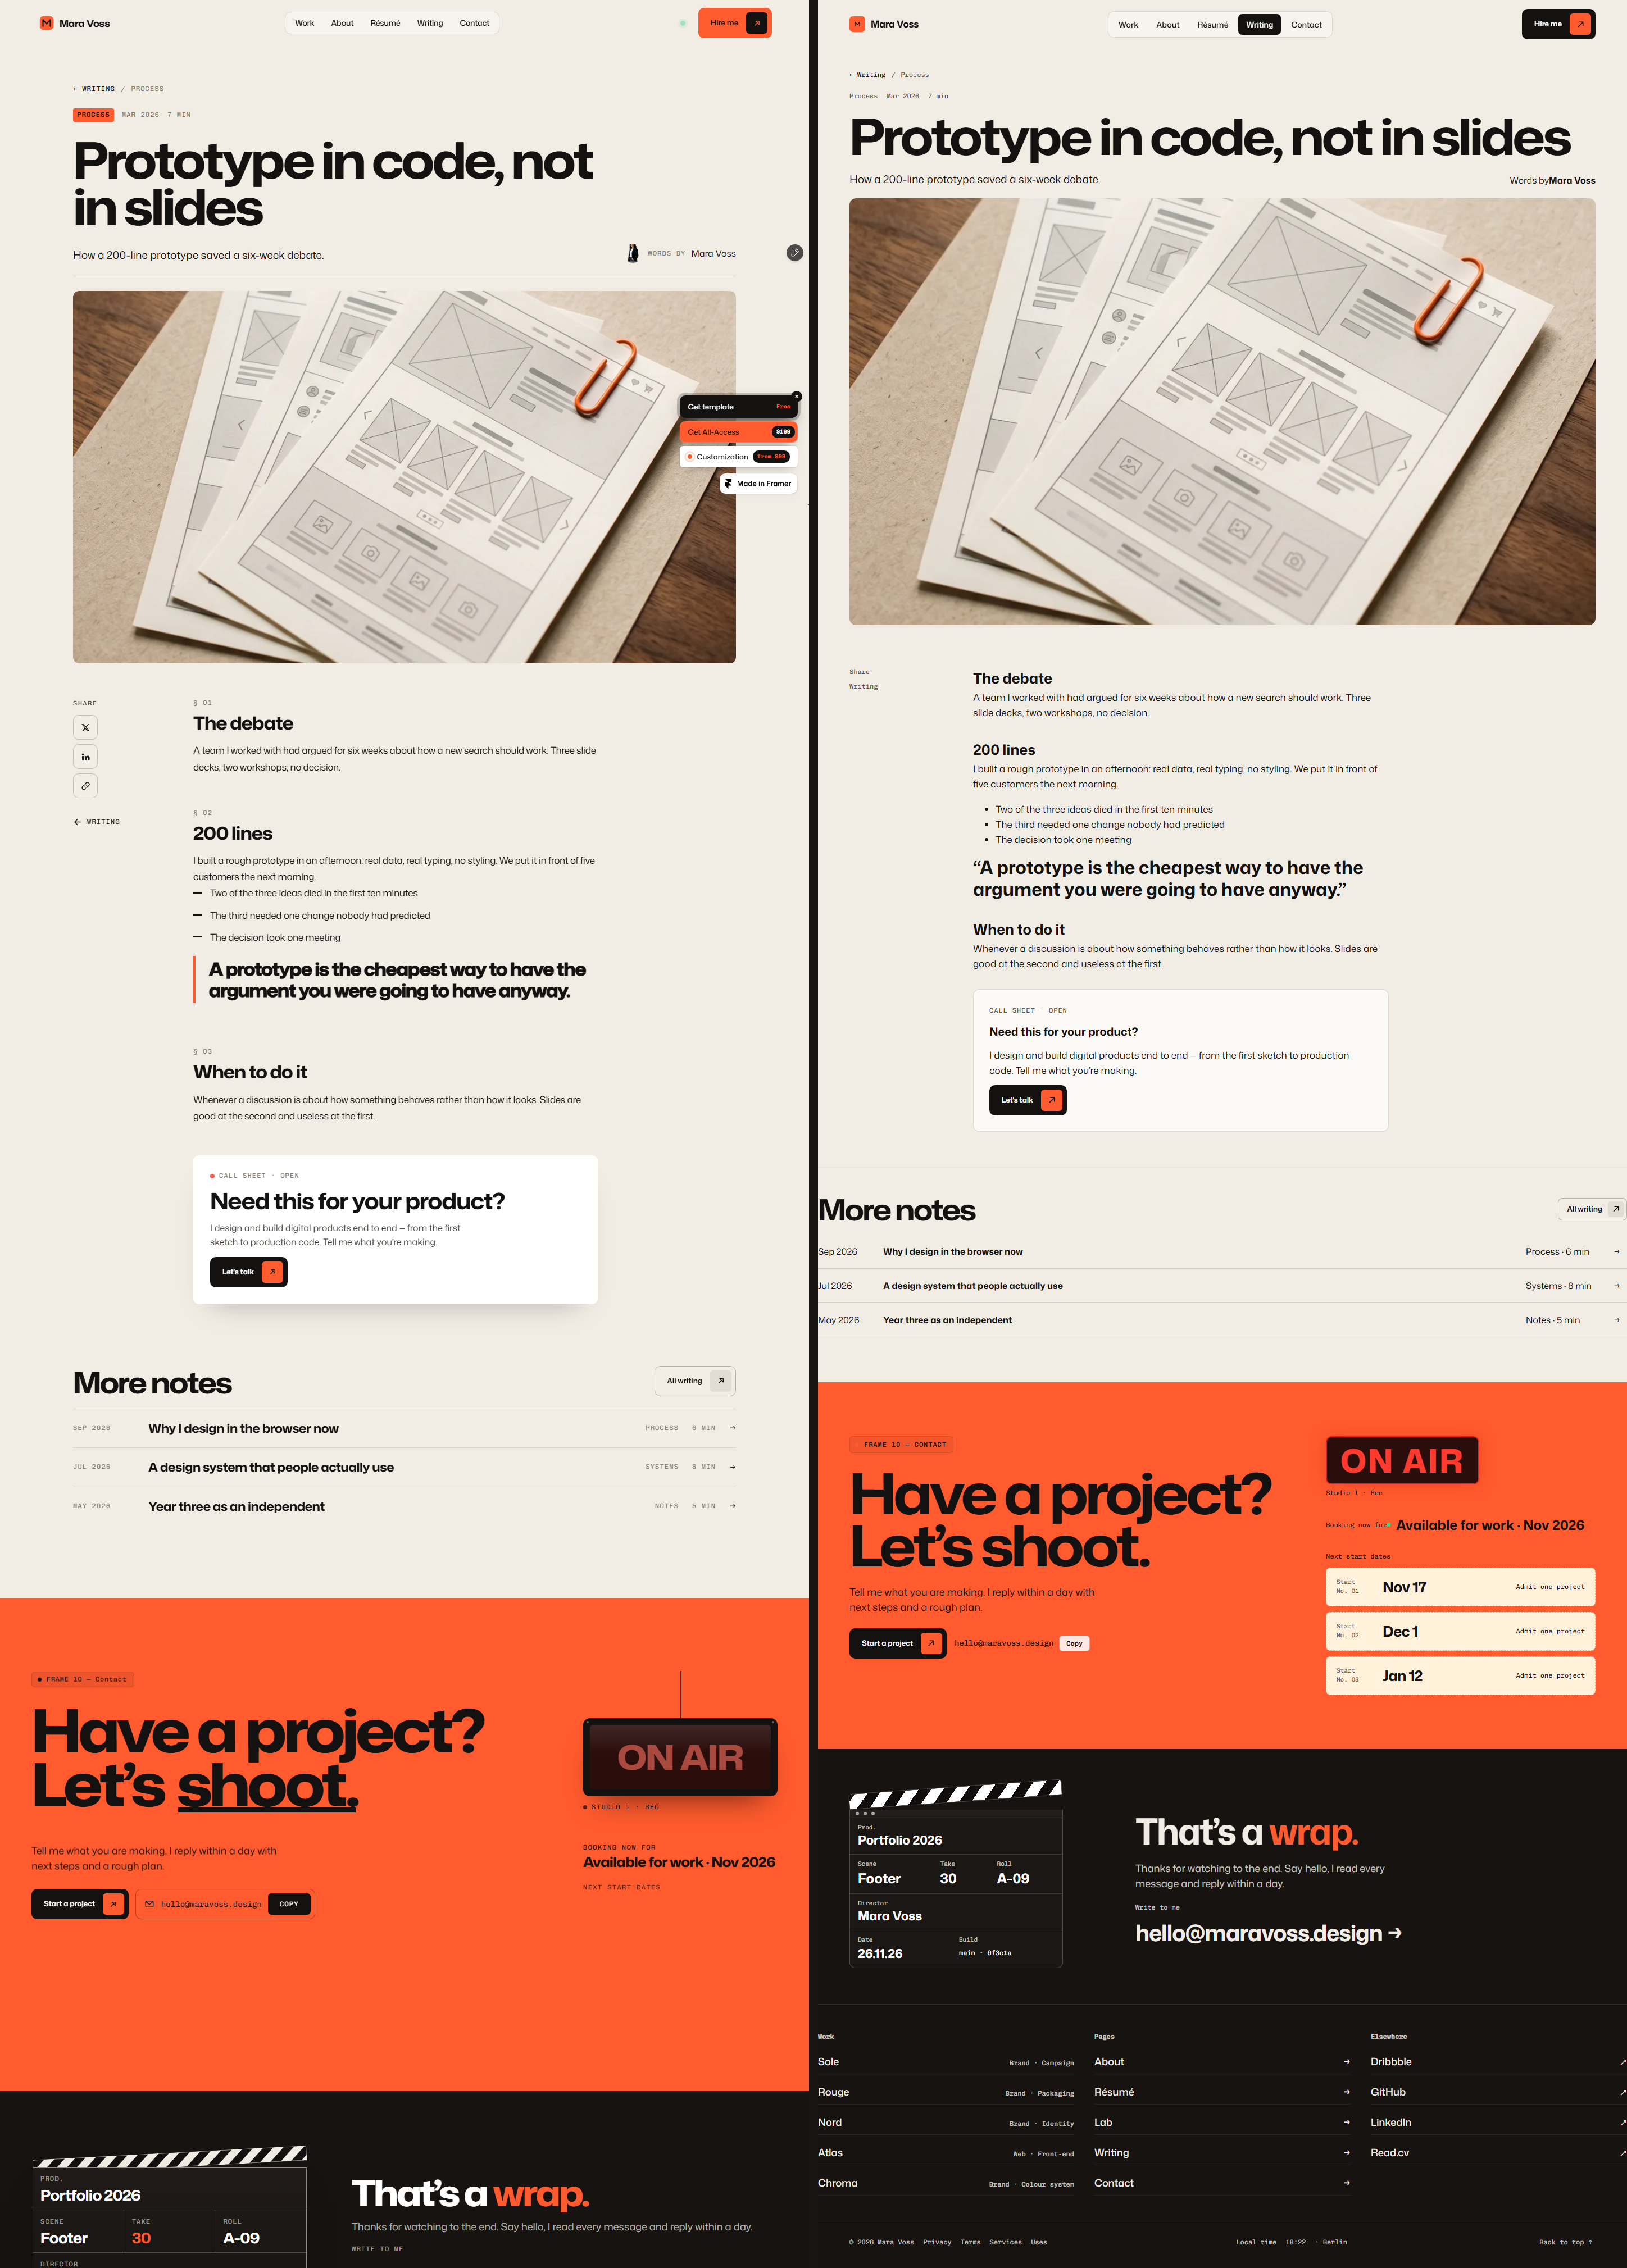 Mara Voss
Work About Résumé Writing Contact
Hire me
← WRITING / PROCESS
PROCESS MAR 2026 7 MIN
Prototype in code, not
in slides
How a 200-line prototype saved a six-week debate.
WORDS BY Mara Voss
Get template Free
Get All-Access $199
Customization from $99
Made in Framer
SHARE
← WRITING
§ 01
The debate
A team I worked with had argued for six weeks about how a new search should work. Three slide
decks, two workshops, no decision.
§ 02
200 lines
I built a rough prototype in an afternoon: real data, real typing, no styling. We put it in front of five
customers the next morning.
— Two of the three ideas died in the first ten minutes
— The third needed one change nobody had predicted
— The decision took one meeting
A prototype is the cheapest way to have the
argument you were going to have anyway.
§ 03
When to do it
Whenever a discussion is about how something behaves rather than how it looks. Slides are
good at the second and useless at the first.
CALL SHEET · OPEN
Need this for your product?
I design and build digital products end to end — from the first
sketch to production code. Tell me what you're making.
Let's talk
More notes
All writing
SEP 2026 Why I design in the browser now PROCESS 6 MIN →
JUL 2026 A design system that people actually use SYSTEMS 8 MIN →
MAY 2026 Year three as an independent NOTES 5 MIN →
FRAME 10 — Contact
Have a project?
Let's shoot.
Tell me what you are making. I reply within a day with
next steps and a rough plan.
Start a project
hello@maravoss.design COPY
ON AIR
STUDIO 1 · REC
BOOKING NOW FOR
Available for work · Nov 2026
NEXT START DATES
PROD.
Portfolio 2026
SCENE TAKE ROLL
Footer 30 A-09
DIRECTOR
That's a wrap.
Thanks for watching to the end. Say hello, I read every message and reply within a day.
WRITE TO ME
Mara Voss
Work About Résumé Writing Contact
Hire me
← Writing / Process
Process Mar 2026 7 min
Prototype in code, not in slides
How a 200-line prototype saved a six-week debate.
Words byMara Voss
Share
Writing
The debate
A team I worked with had argued for six weeks about how a new search should work. Three
slide decks, two workshops, no decision.
200 lines
I built a rough prototype in an afternoon: real data, real typing, no styling. We put it in front of
five customers the next morning.
• Two of the three ideas died in the first ten minutes
• The third needed one change nobody had predicted
• The decision took one meeting
“A prototype is the cheapest way to have the
argument you were going to have anyway.”
When to do it
Whenever a discussion is about how something behaves rather than how it looks. Slides are
good at the second and useless at the first.
CALL SHEET · OPEN
Need this for your product?
I design and build digital products end to end — from the first sketch to production
code. Tell me what you're making.
Let's talk
More notes
All writing
Sep 2026 Why I design in the browser now Process · 6 min →
Jul 2026 A design system that people actually use Systems · 8 min →
May 2026 Year three as an independent Notes · 5 min →
FRAME 10 — CONTACT
Have a project?
Let's shoot.
Tell me what you are making. I reply within a day with
next steps and a rough plan.
Start a project
hello@maravoss.design Copy
ON AIR
Studio 1 · Rec
Booking now for Available for work · Nov 2026
Next start dates
Start
No. 01
Nov 17
Admit one project
Start
No. 02
Dec 1
Admit one project
Start
No. 03
Jan 12
Admit one project
Prod.
Portfolio 2026
Scene Take Roll
Footer 30 A-09
Director
Mara Voss
Date Build
26.11.26 main · 9f3c1a
That's a wrap.
Thanks for watching to the end. Say hello, I read every
message and reply within a day.
Write to me
hello@maravoss.design →
Work
Sole Brand · Campaign
Rouge Brand · Packaging
Nord Brand · Identity
Atlas Web · Front-end
Chroma Brand · Colour system
Pages
About →
Résumé →
Lab →
Writing →
Contact →
Elsewhere
Dribbble ↗
GitHub ↗
LinkedIn ↗
Read.cv ↗
© 2026 Mara Voss Privacy Terms Services Uses
Local time 18:22 · Berlin
Back to top ↑